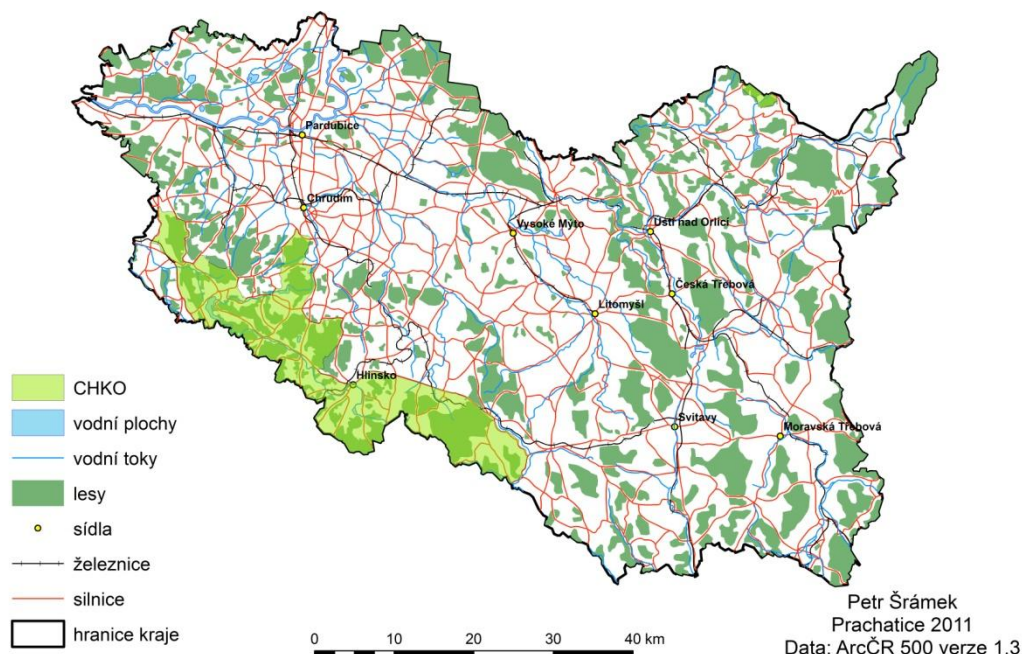 Pardubice
Chrudim
Vysoké Mýto
Ústí nad Orlicí
Česká Třebová
Litomyšl
Hlinsko
Svitavy
Moravská Třebová
CHKO
vodní plochy
vodní toky
lesy
sídla
železnice
silnice
hranice kraje
0 10 20 40 km
Petr Šrámek
Prachatice 2011
Data: ArcČR 500 verze 1.3